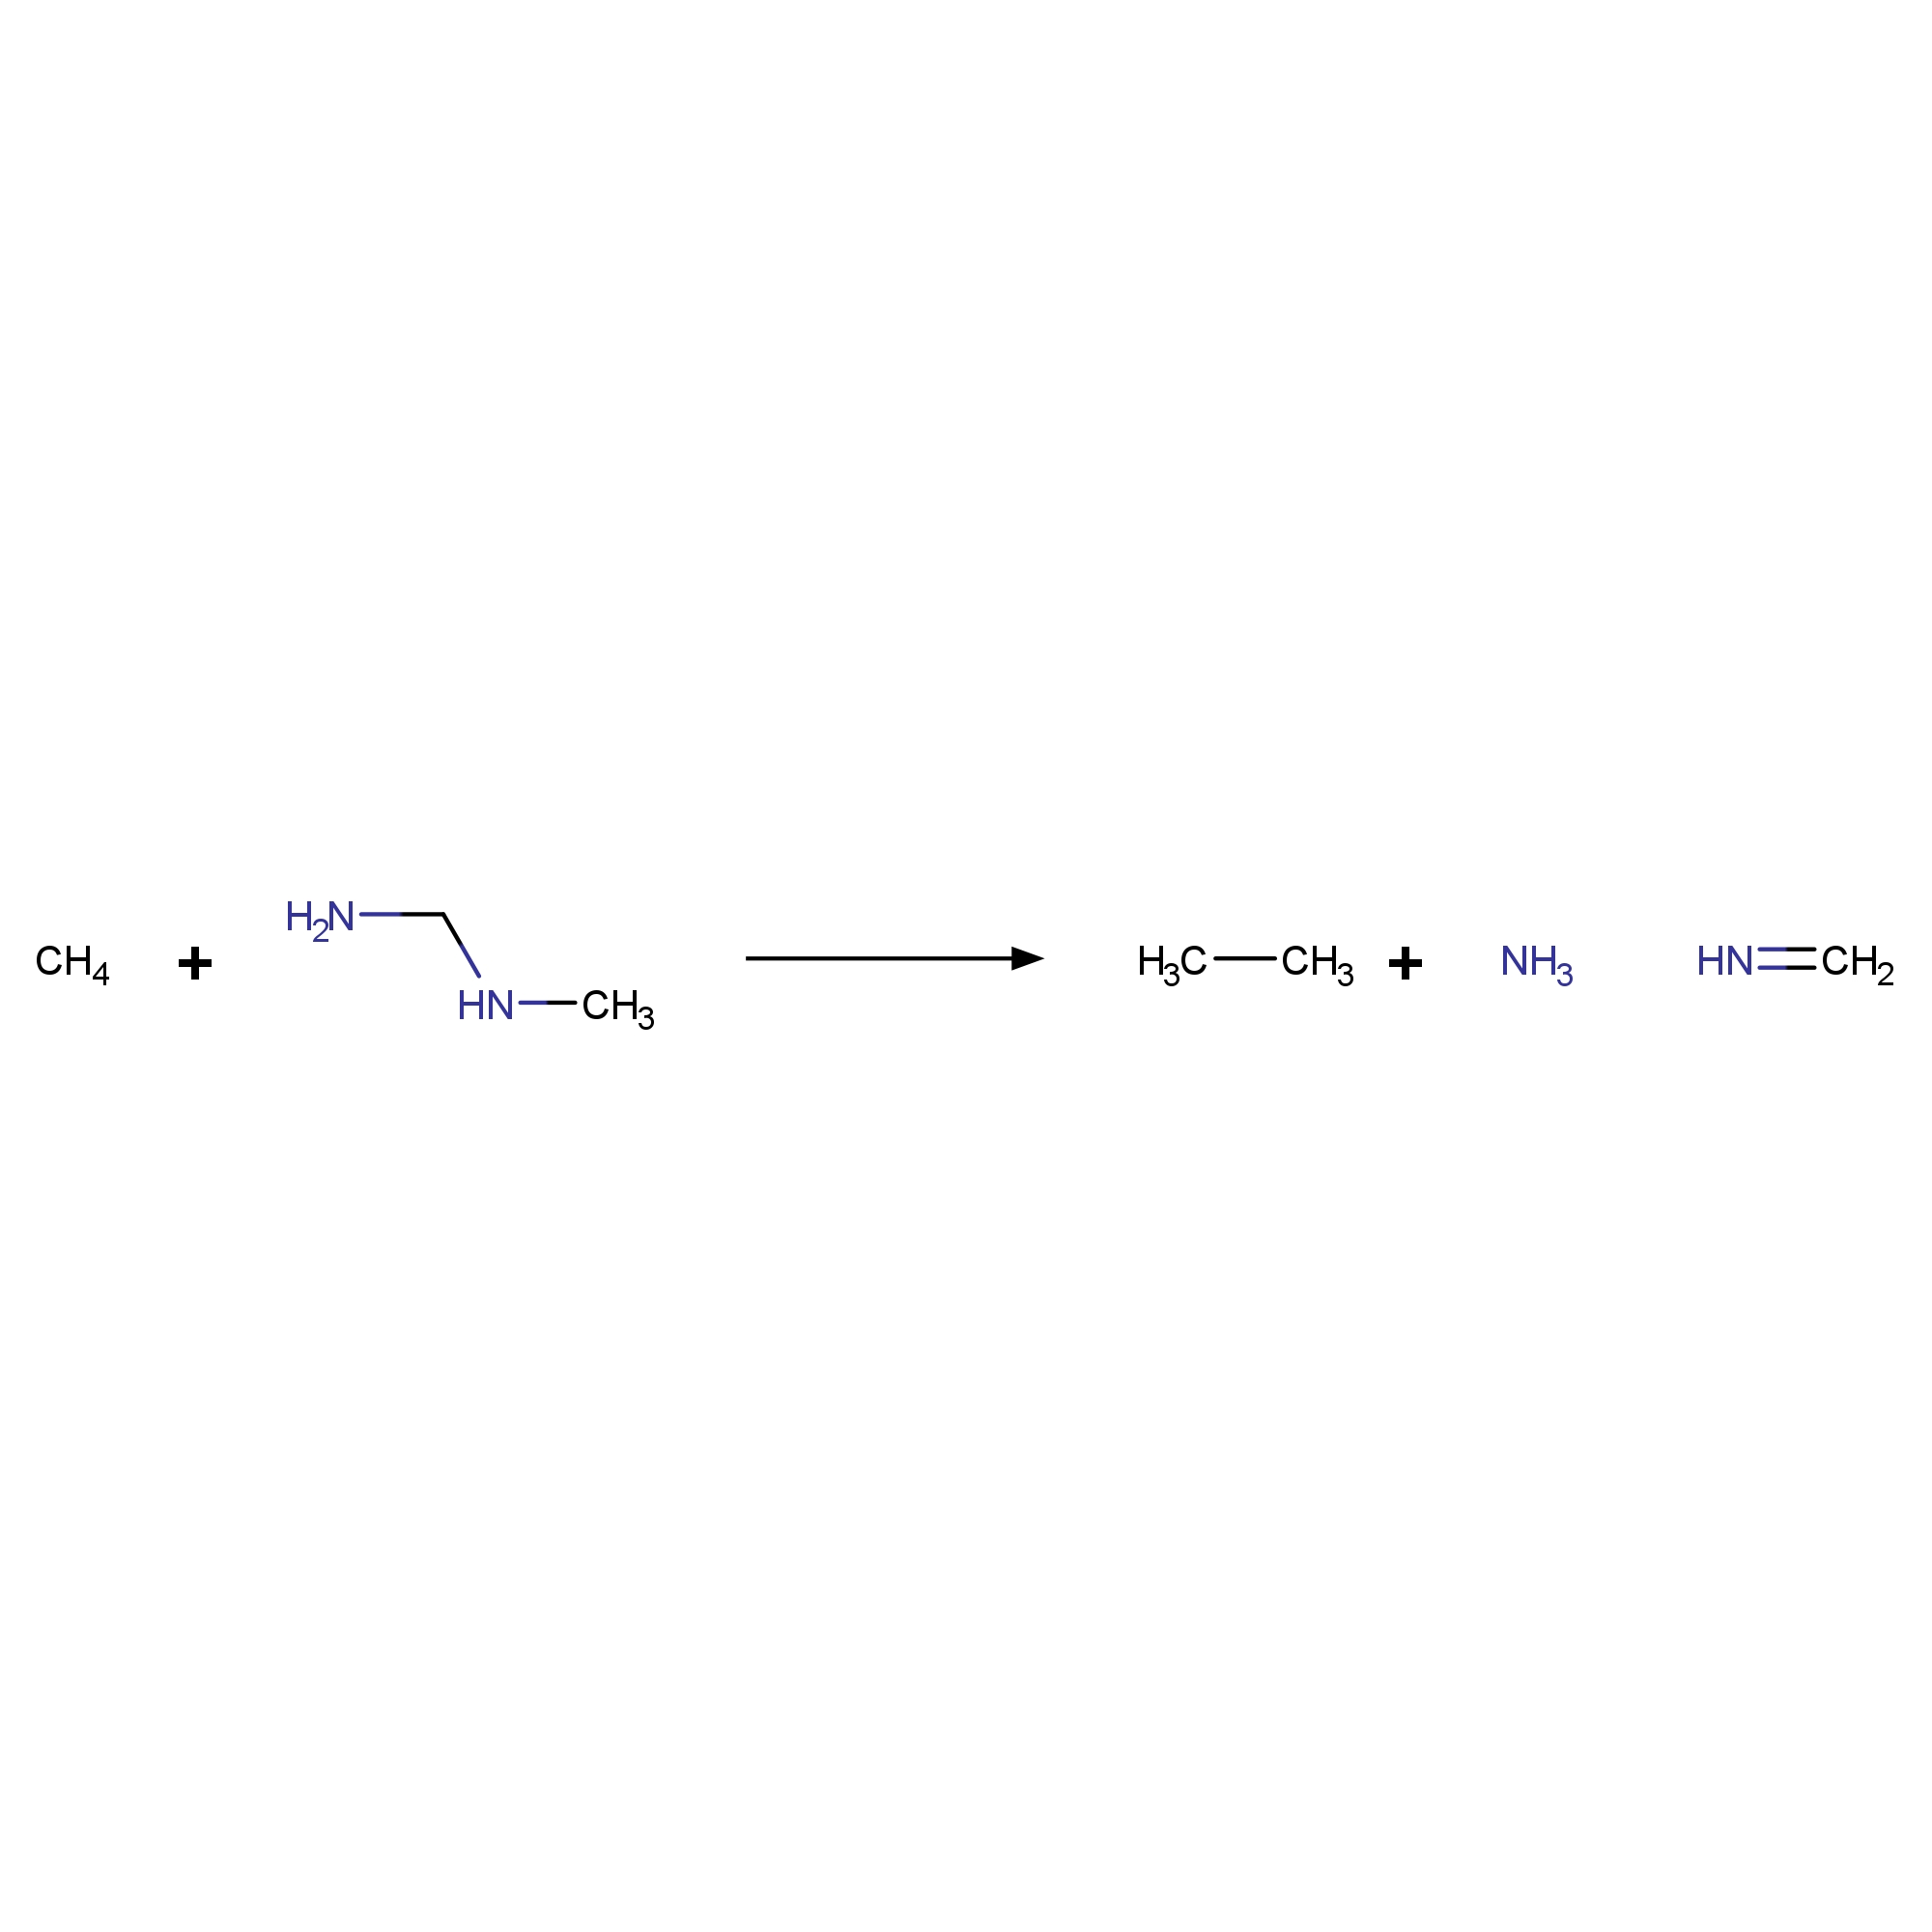 H₂N
CH₄ + H₃C CH₃ + NH₃ HN CH₂
HN CH₃